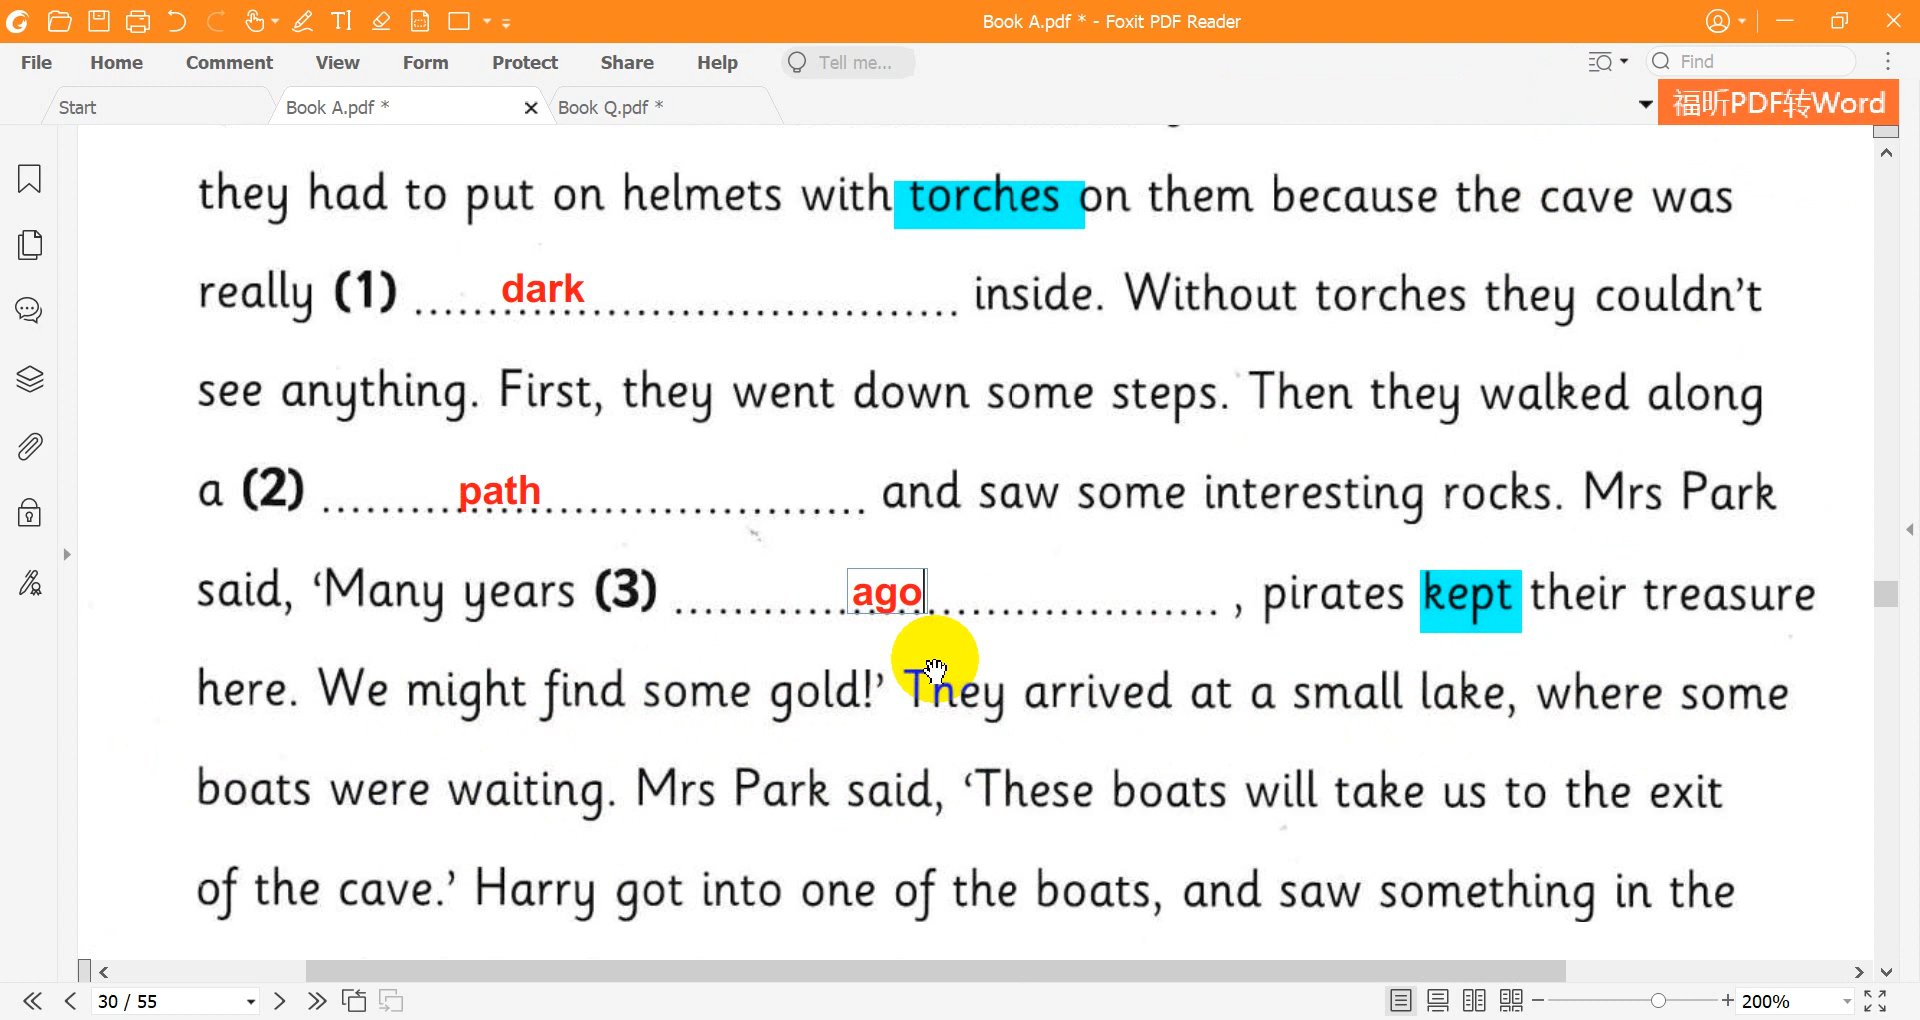 Book A.pdf * - Foxit PDF Reader
File Home Comment View Form Protect Share Help Tell me... Find
Start Book A.pdf * Book Q.pdf * 福昕PDF转Word
they had to put on helmets with torches on them because the cave was
really (1) dark inside. Without torches they couldn't
see anything. First, they went down some steps. Then they walked along
a (2) path and saw some interesting rocks. Mrs Park
said, ‘Many years (3) ago, pirates kept their treasure
here. We might find some gold!’ They arrived at a small lake, where some
boats were waiting. Mrs Park said, ‘These boats will take us to the exit
of the cave.’ Harry got into one of the boats, and saw something in the
30 / 55 200%